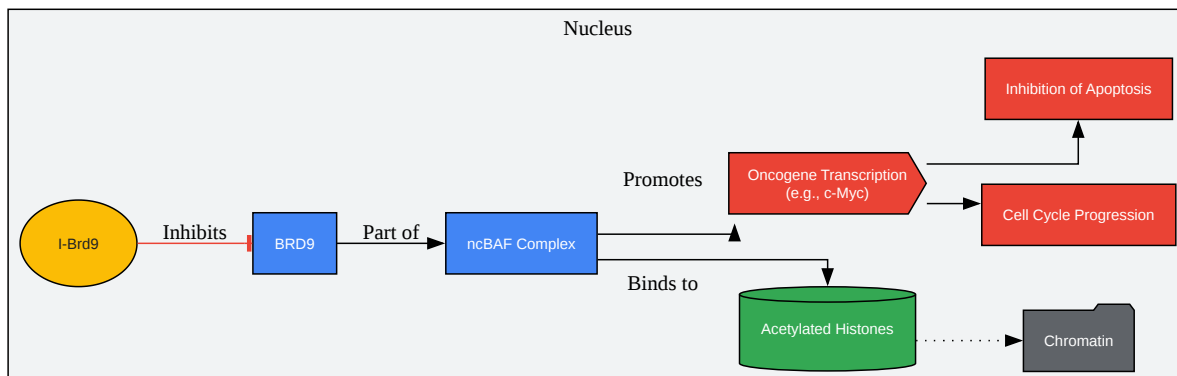 Nucleus
Inhibition of Apoptosis
Promotes
Oncogene Transcription
(e.g., c-Myc)
Cell Cycle Progression
I-Brd9
Inhibits
BRD9
Part of
ncBAF Complex
Binds to
Acetylated Histones
Chromatin